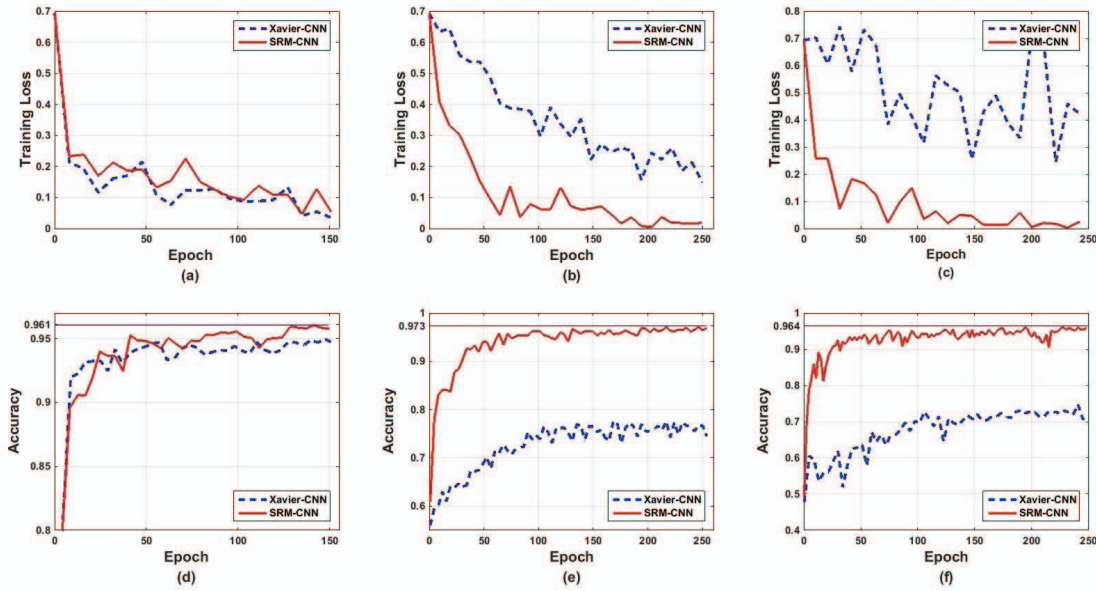 0.7
0.6
0.5
0.4
0.3
0.2
0.1
0
Training Loss
Xavier-CNN
SRM-CNN
0 50 100 150
Epoch
(a)
0.7
0.6
0.5
0.4
0.3
0.2
0.1
0
Training Loss
Xavier-CNN
SRM-CNN
0 50 100 150 200 250
Epoch
(b)
0.8
0.7
0.6
0.5
0.4
0.3
0.2
0.1
0
Training Loss
Xavier-CNN
SRM-CNN
0 50 100 150 200 250
Epoch
(c)
0.961
0.95
0.9
0.85
0.8
Accuracy
Xavier-CNN
SRM-CNN
0 50 100 150
Epoch
(d)
1
0.973
0.9
0.8
0.7
0.6
Accuracy
Xavier-CNN
SRM-CNN
0 50 100 150 200 250
Epoch
(e)
1
0.964
0.9
0.8
0.7
0.6
0.5
0.4
Accuracy
Xavier-CNN
SRM-CNN
0 50 100 150 200 250
Epoch
(f)